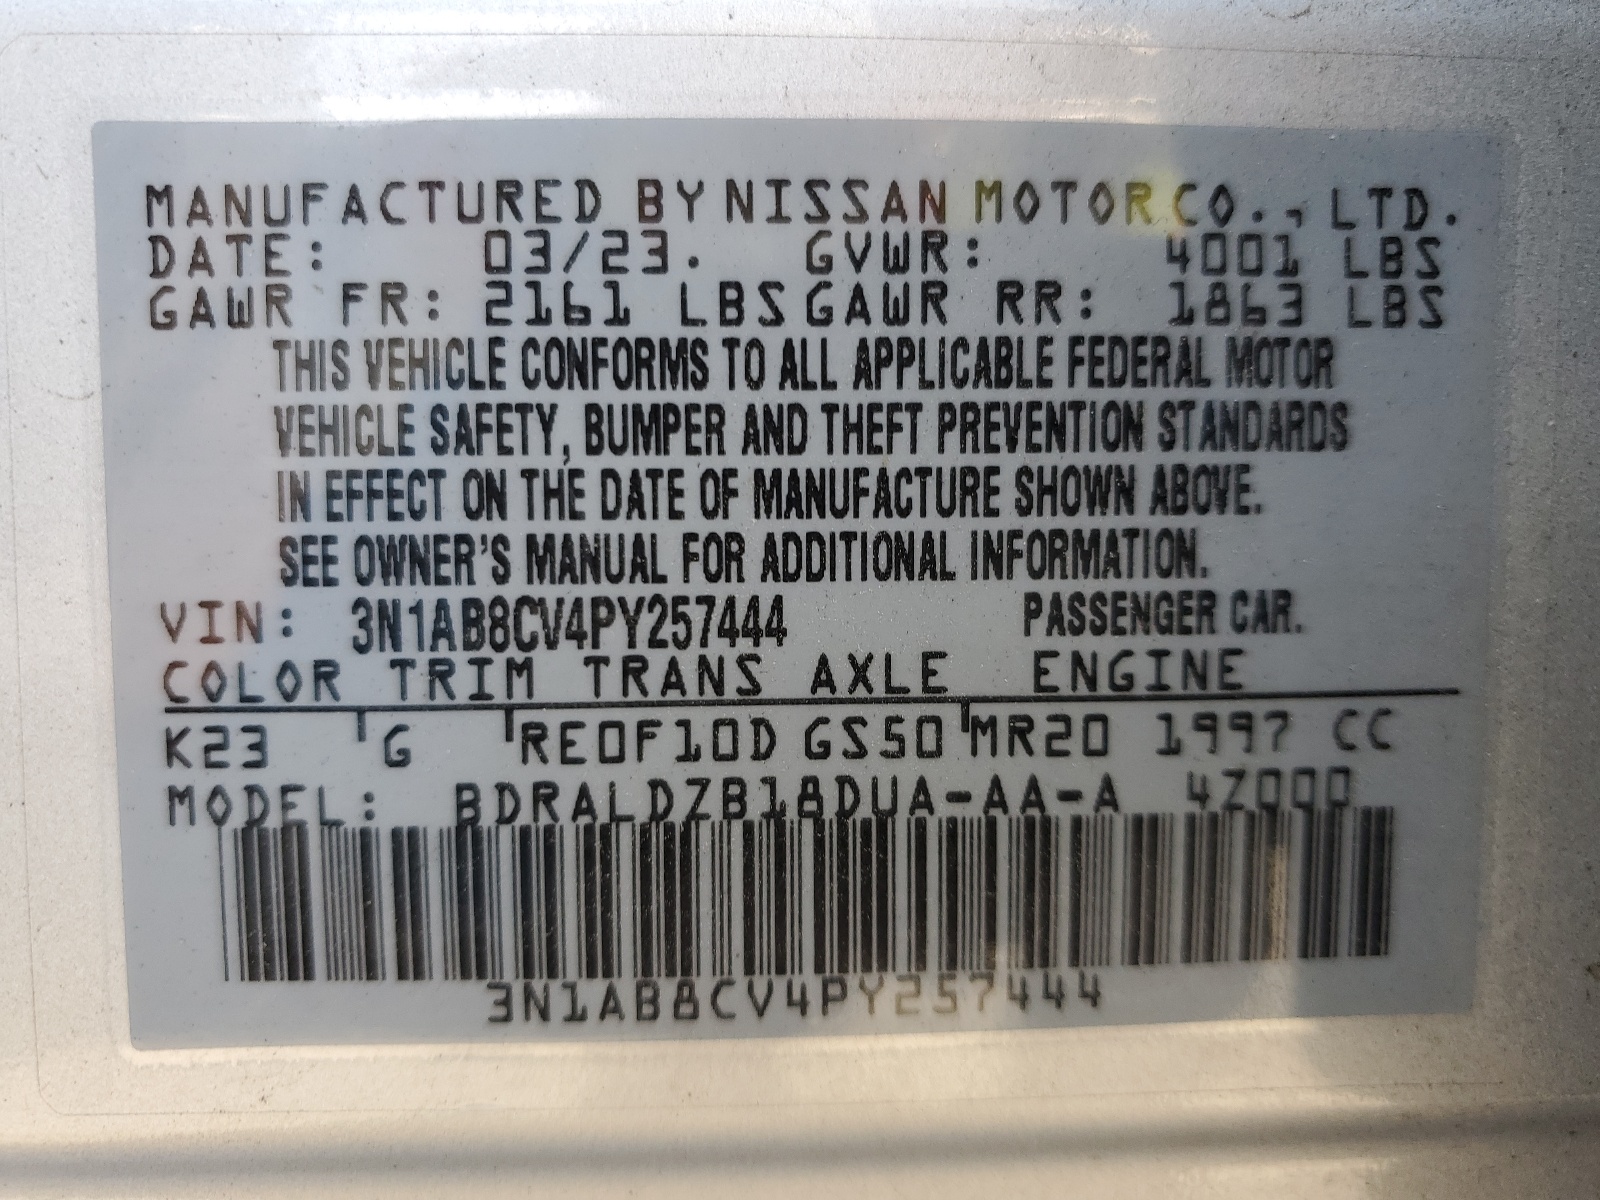 MANUFACTURED BY NISSAN MOTOR CO., LTD.
DATE: 03/23. GVWR: 4001 LBS
GAWR FR: 2161 LBS GAWR RR: 1863 LBS
THIS VEHICLE CONFORMS TO ALL APPLICABLE FEDERAL MOTOR
VEHICLE SAFETY, BUMPER AND THEFT PREVENTION STANDARDS
IN EFFECT ON THE DATE OF MANUFACTURE SHOWN ABOVE.
SEE OWNER'S MANUAL FOR ADDITIONAL INFORMATION.
VIN: 3N1AB8CV4PY257444 PASSENGER CAR.
COLOR TRIM TRANS AXLE ENGINE
K23 G RE0F10D GS50 MR20 1997 CC
MODEL: BDRALDZB18DUA-AA-A 4Z000
3N1AB8CV4PY257444